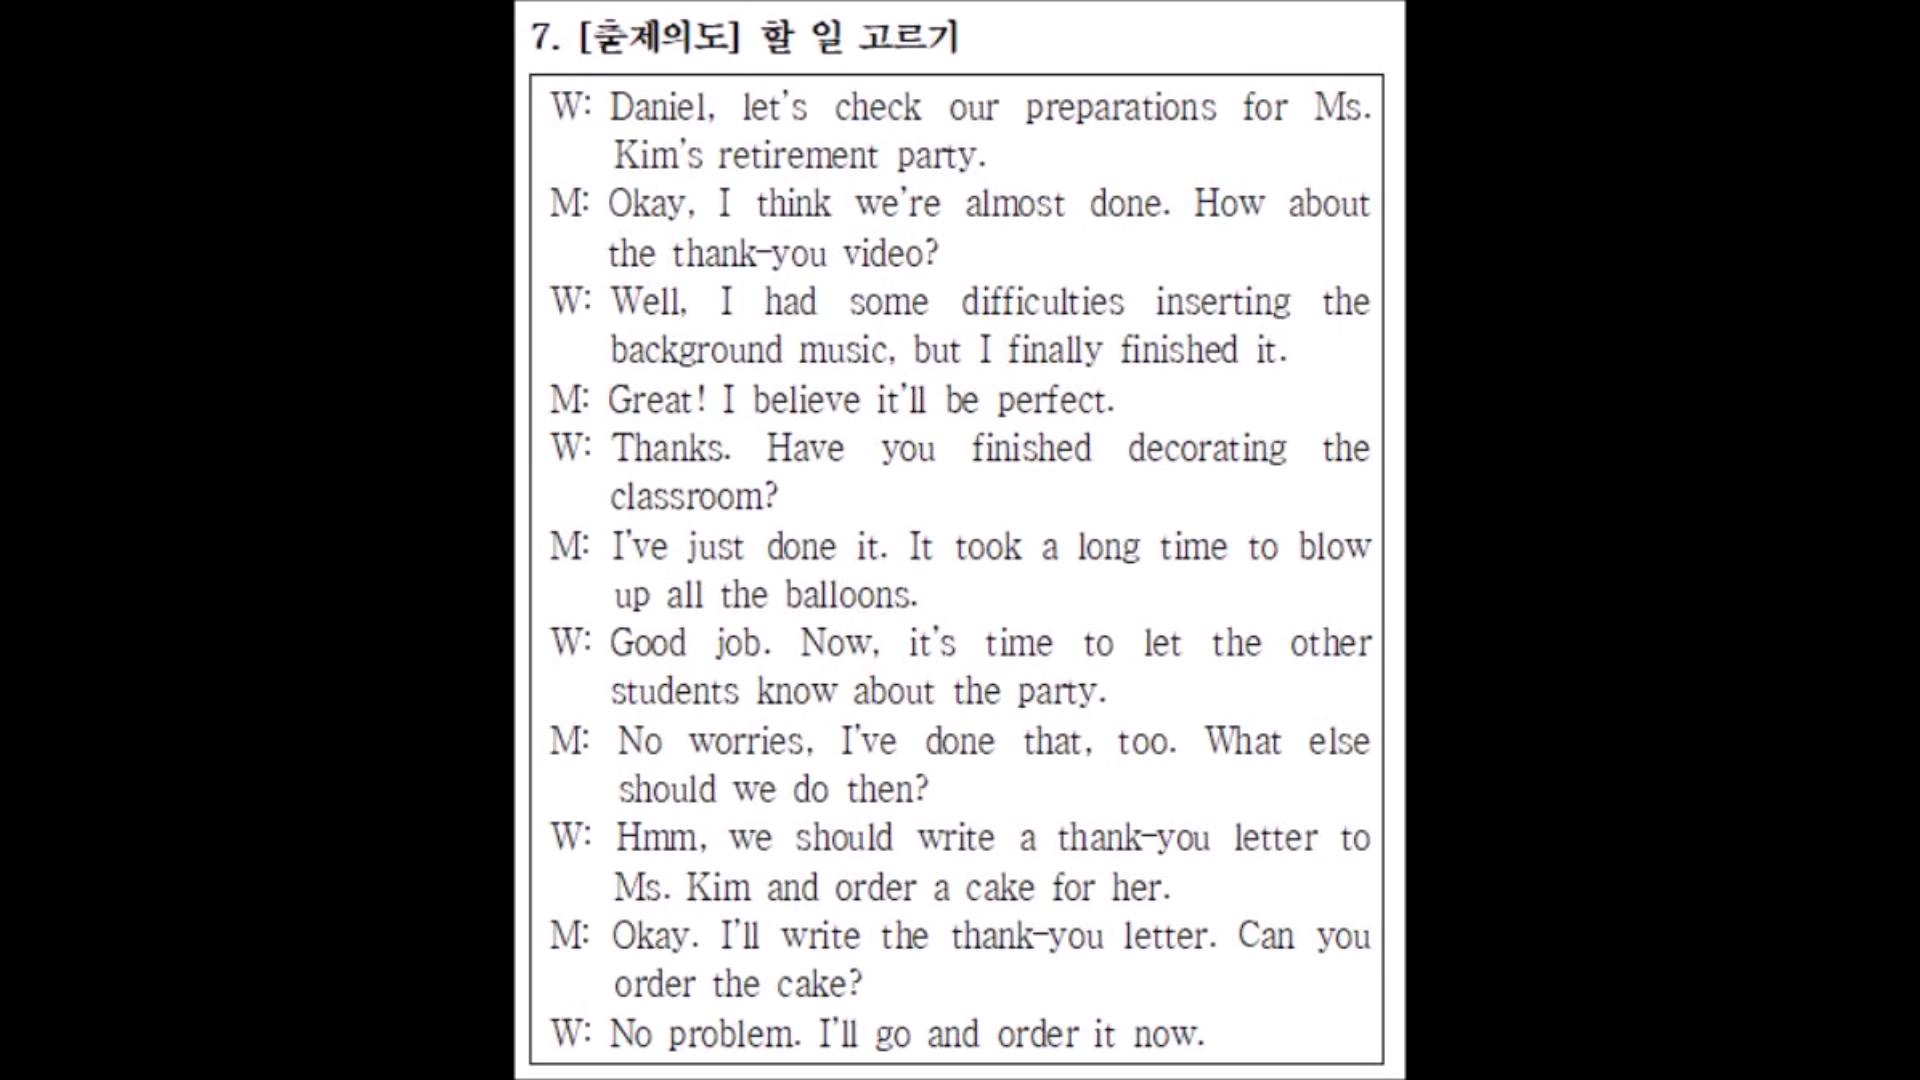 7. [출제의도] 할 일 고르기
W: Daniel, let's check our preparations for Ms.
Kim's retirement party.
M: Okay, I think we're almost done. How about
the thank-you video?
W: Well, I had some difficulties inserting the
background music, but I finally finished it.
M: Great! I believe it'll be perfect.
W: Thanks. Have you finished decorating the
classroom?
M: I've just done it. It took a long time to blow
up all the balloons.
W: Good job. Now, it's time to let the other
students know about the party.
M: No worries, I've done that, too. What else
should we do then?
W: Hmm, we should write a thank-you letter to
Ms. Kim and order a cake for her.
M: Okay. I'll write the thank-you letter. Can you
order the cake?
W: No problem. I'll go and order it now.